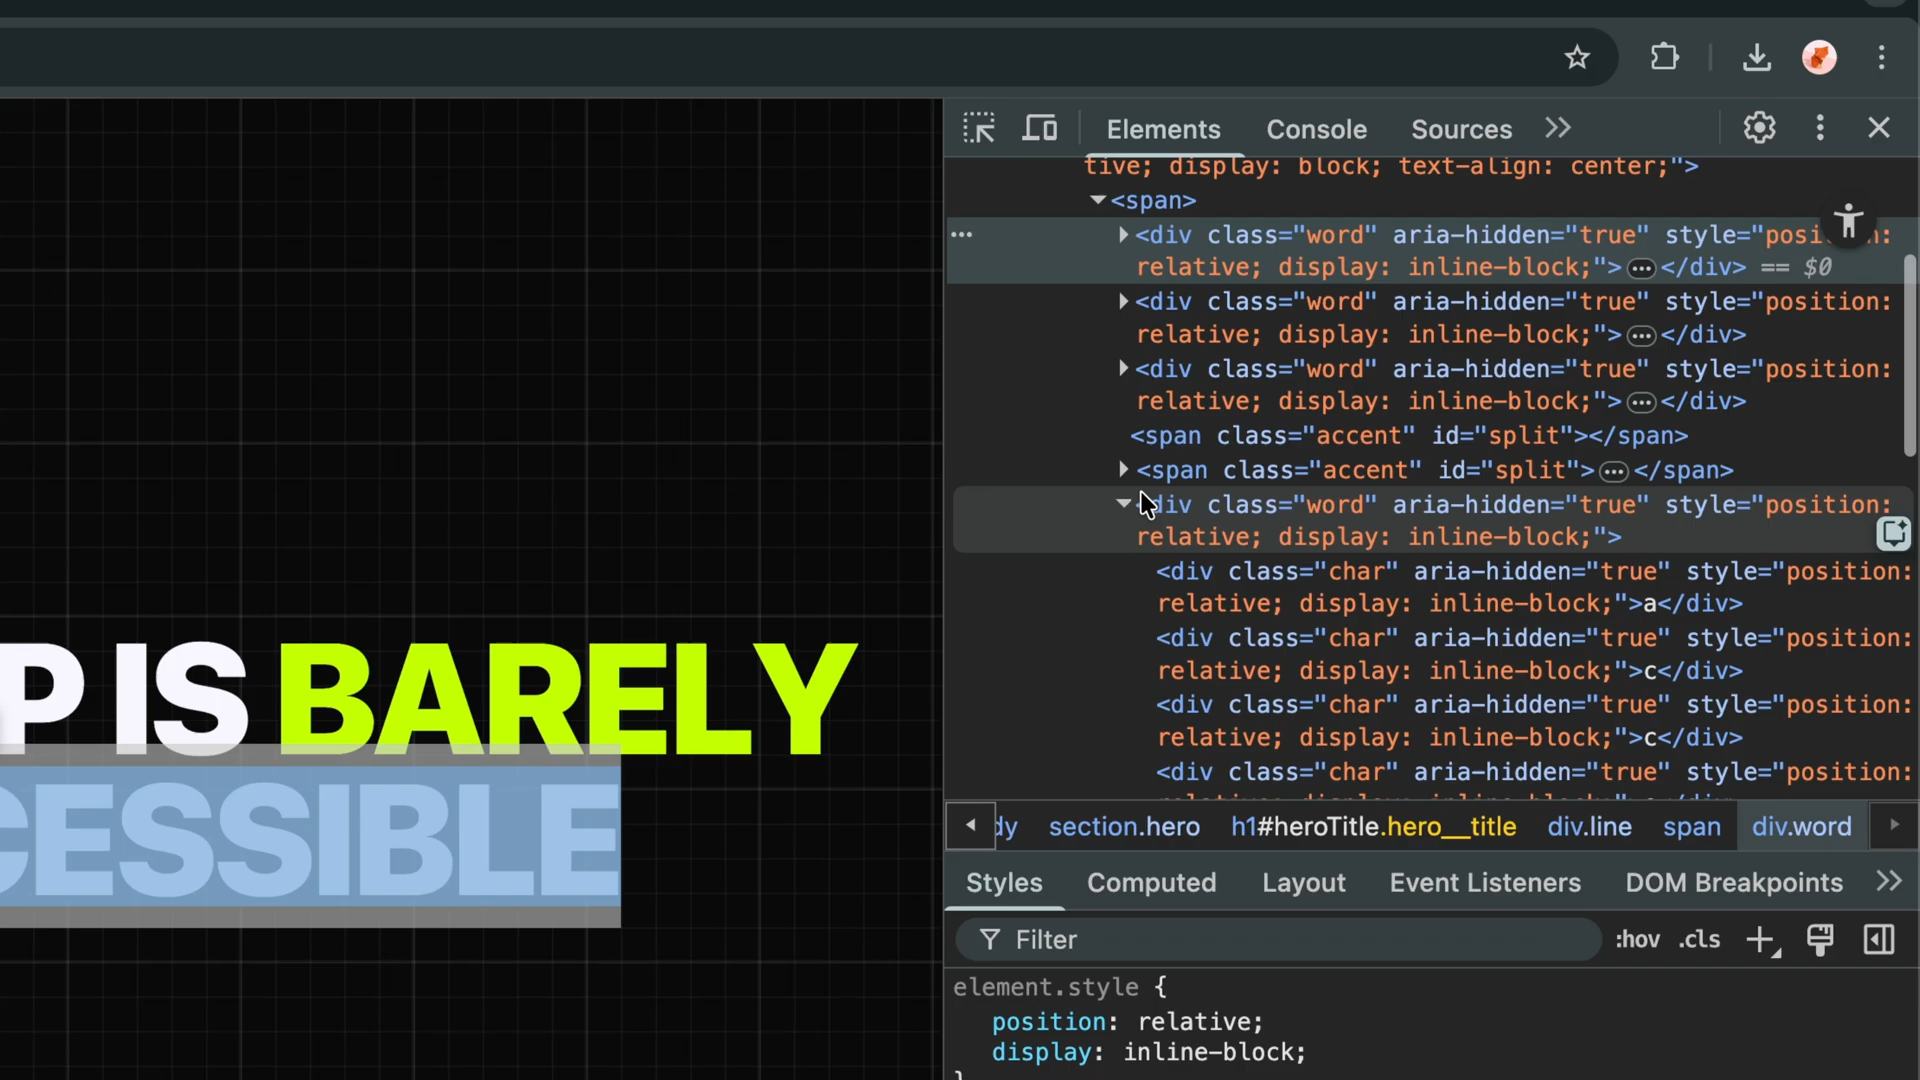 Elements Console Sources
tive; display: block; text-align: center;">
<span>
<div class="word" aria-hidden="true" style="posi n:
relative; display: inline-block;"> … </div> == $0
<div class="word" aria-hidden="true" style="position:
relative; display: inline-block;"> … </div>
<div class="word" aria-hidden="true" style="position:
relative; display: inline-block;"> … </div>
<span class="accent" id="split"></span>
<span class="accent" id="split"> … </span>
div class="word" aria-hidden="true" style="position:
relative; display: inline-block;">
<div class="char" aria-hidden="true" style="position:
relative; display: inline-block;">a</div>
<div class="char" aria-hidden="true" style="position:
relative; display: inline-block;">c</div>
<div class="char" aria-hidden="true" style="position:
relative; display: inline-block;">c</div>
<div class="char" aria-hidden="true" style="position:
P IS BARELY
CESSIBLE
dy section.hero h1#heroTitle.hero__title div.line span div.word
Styles Computed Layout Event Listeners DOM Breakpoints
Filter :hov .cls
element.style {
position: relative;
display: inline-block;
}